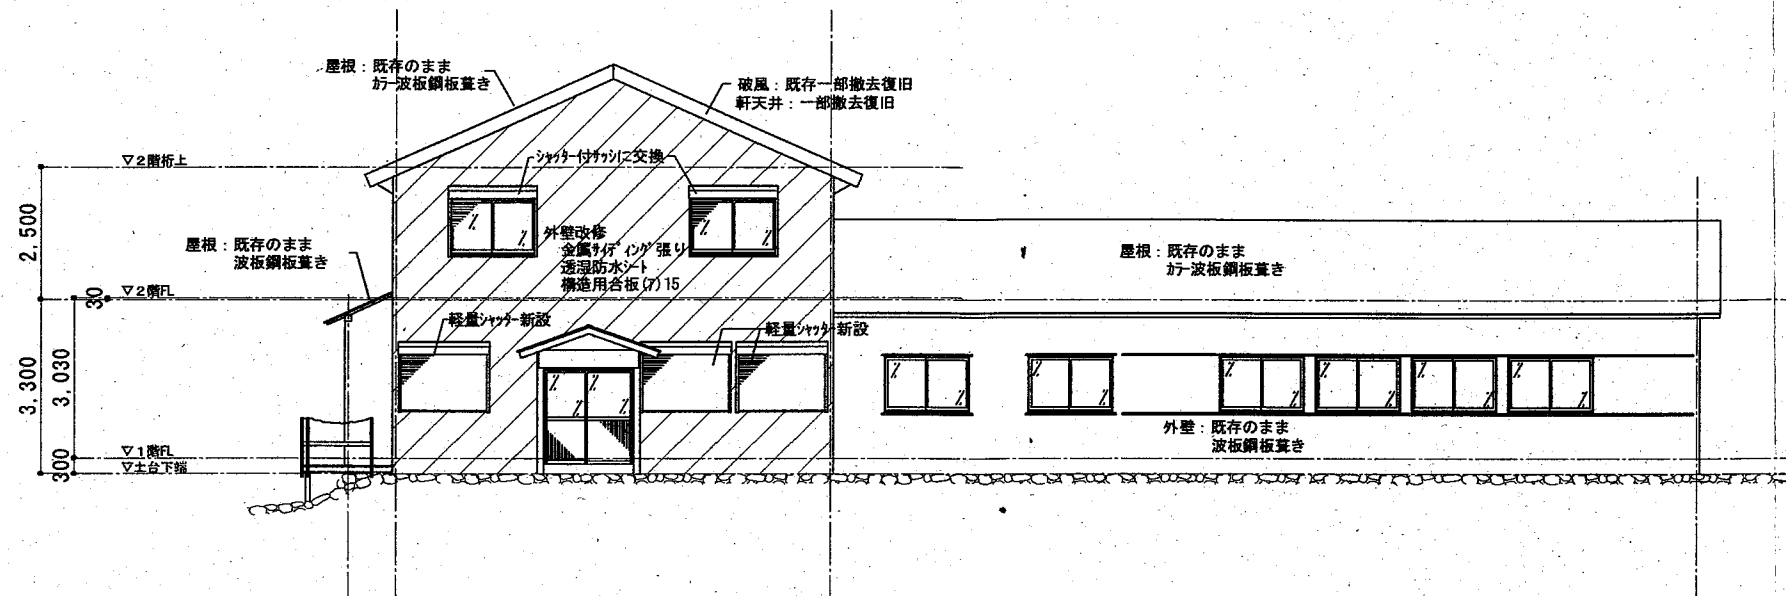 屋根：既存のまま
ｶﾗｰ波板鋼板葺き
破風：既存一部撤去復旧
軒天井：一部撤去復旧
▽2階桁上
ｼｬｯﾀｰ付ｻｯｼに交換
2,500
外壁改修
金属ｻｲﾃﾞｨﾝｸﾞ張り
透湿防水ｼｰﾄ
構造用合板(ｱ)15
屋根：既存のまま
波板鋼板葺き
屋根：既存のまま
ｶﾗｰ波板鋼板葺き
▽2階FL
30
軽量ｼｬｯﾀｰ新設
軽量ｼｬｯﾀｰ新設
3,300
3,030
外壁：既存のまま
波板鋼板葺き
▽1階FL
▽土台下端
300